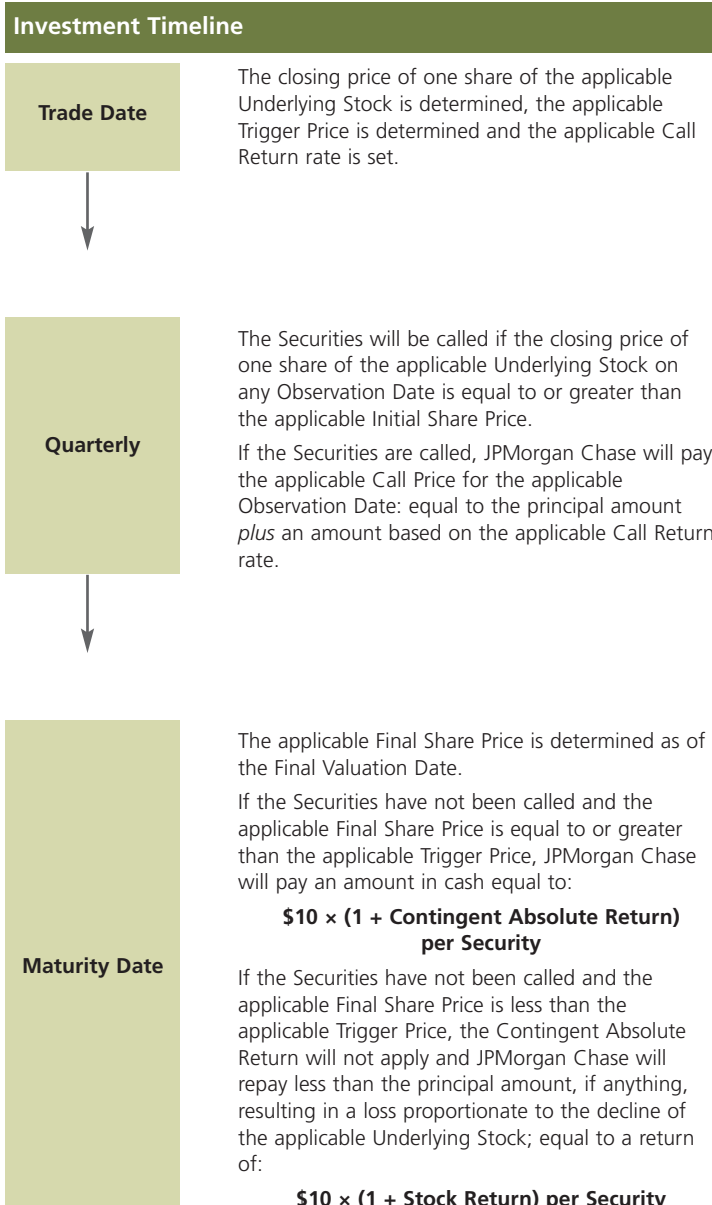 Investment Timeline
Trade Date
The closing price of one share of the applicable
Underlying Stock is determined, the applicable
Trigger Price is determined and the applicable Call
Return rate is set.
Quarterly
The Securities will be called if the closing price of
one share of the applicable Underlying Stock on
any Observation Date is equal to or greater than
the applicable Initial Share Price.
If the Securities are called, JPMorgan Chase will pay
the applicable Call Price for the applicable
Observation Date: equal to the principal amount
plus an amount based on the applicable Call Return
rate.
Maturity Date
The applicable Final Share Price is determined as of
the Final Valuation Date.
If the Securities have not been called and the
applicable Final Share Price is equal to or greater
than the applicable Trigger Price, JPMorgan Chase
will pay an amount in cash equal to:
$10 × (1 + Contingent Absolute Return)
per Security
If the Securities have not been called and the
applicable Final Share Price is less than the
applicable Trigger Price, the Contingent Absolute
Return will not apply and JPMorgan Chase will
repay less than the principal amount, if anything,
resulting in a loss proportionate to the decline of
the applicable Underlying Stock; equal to a return
of:
$10 × (1 + Stock Return) per Security